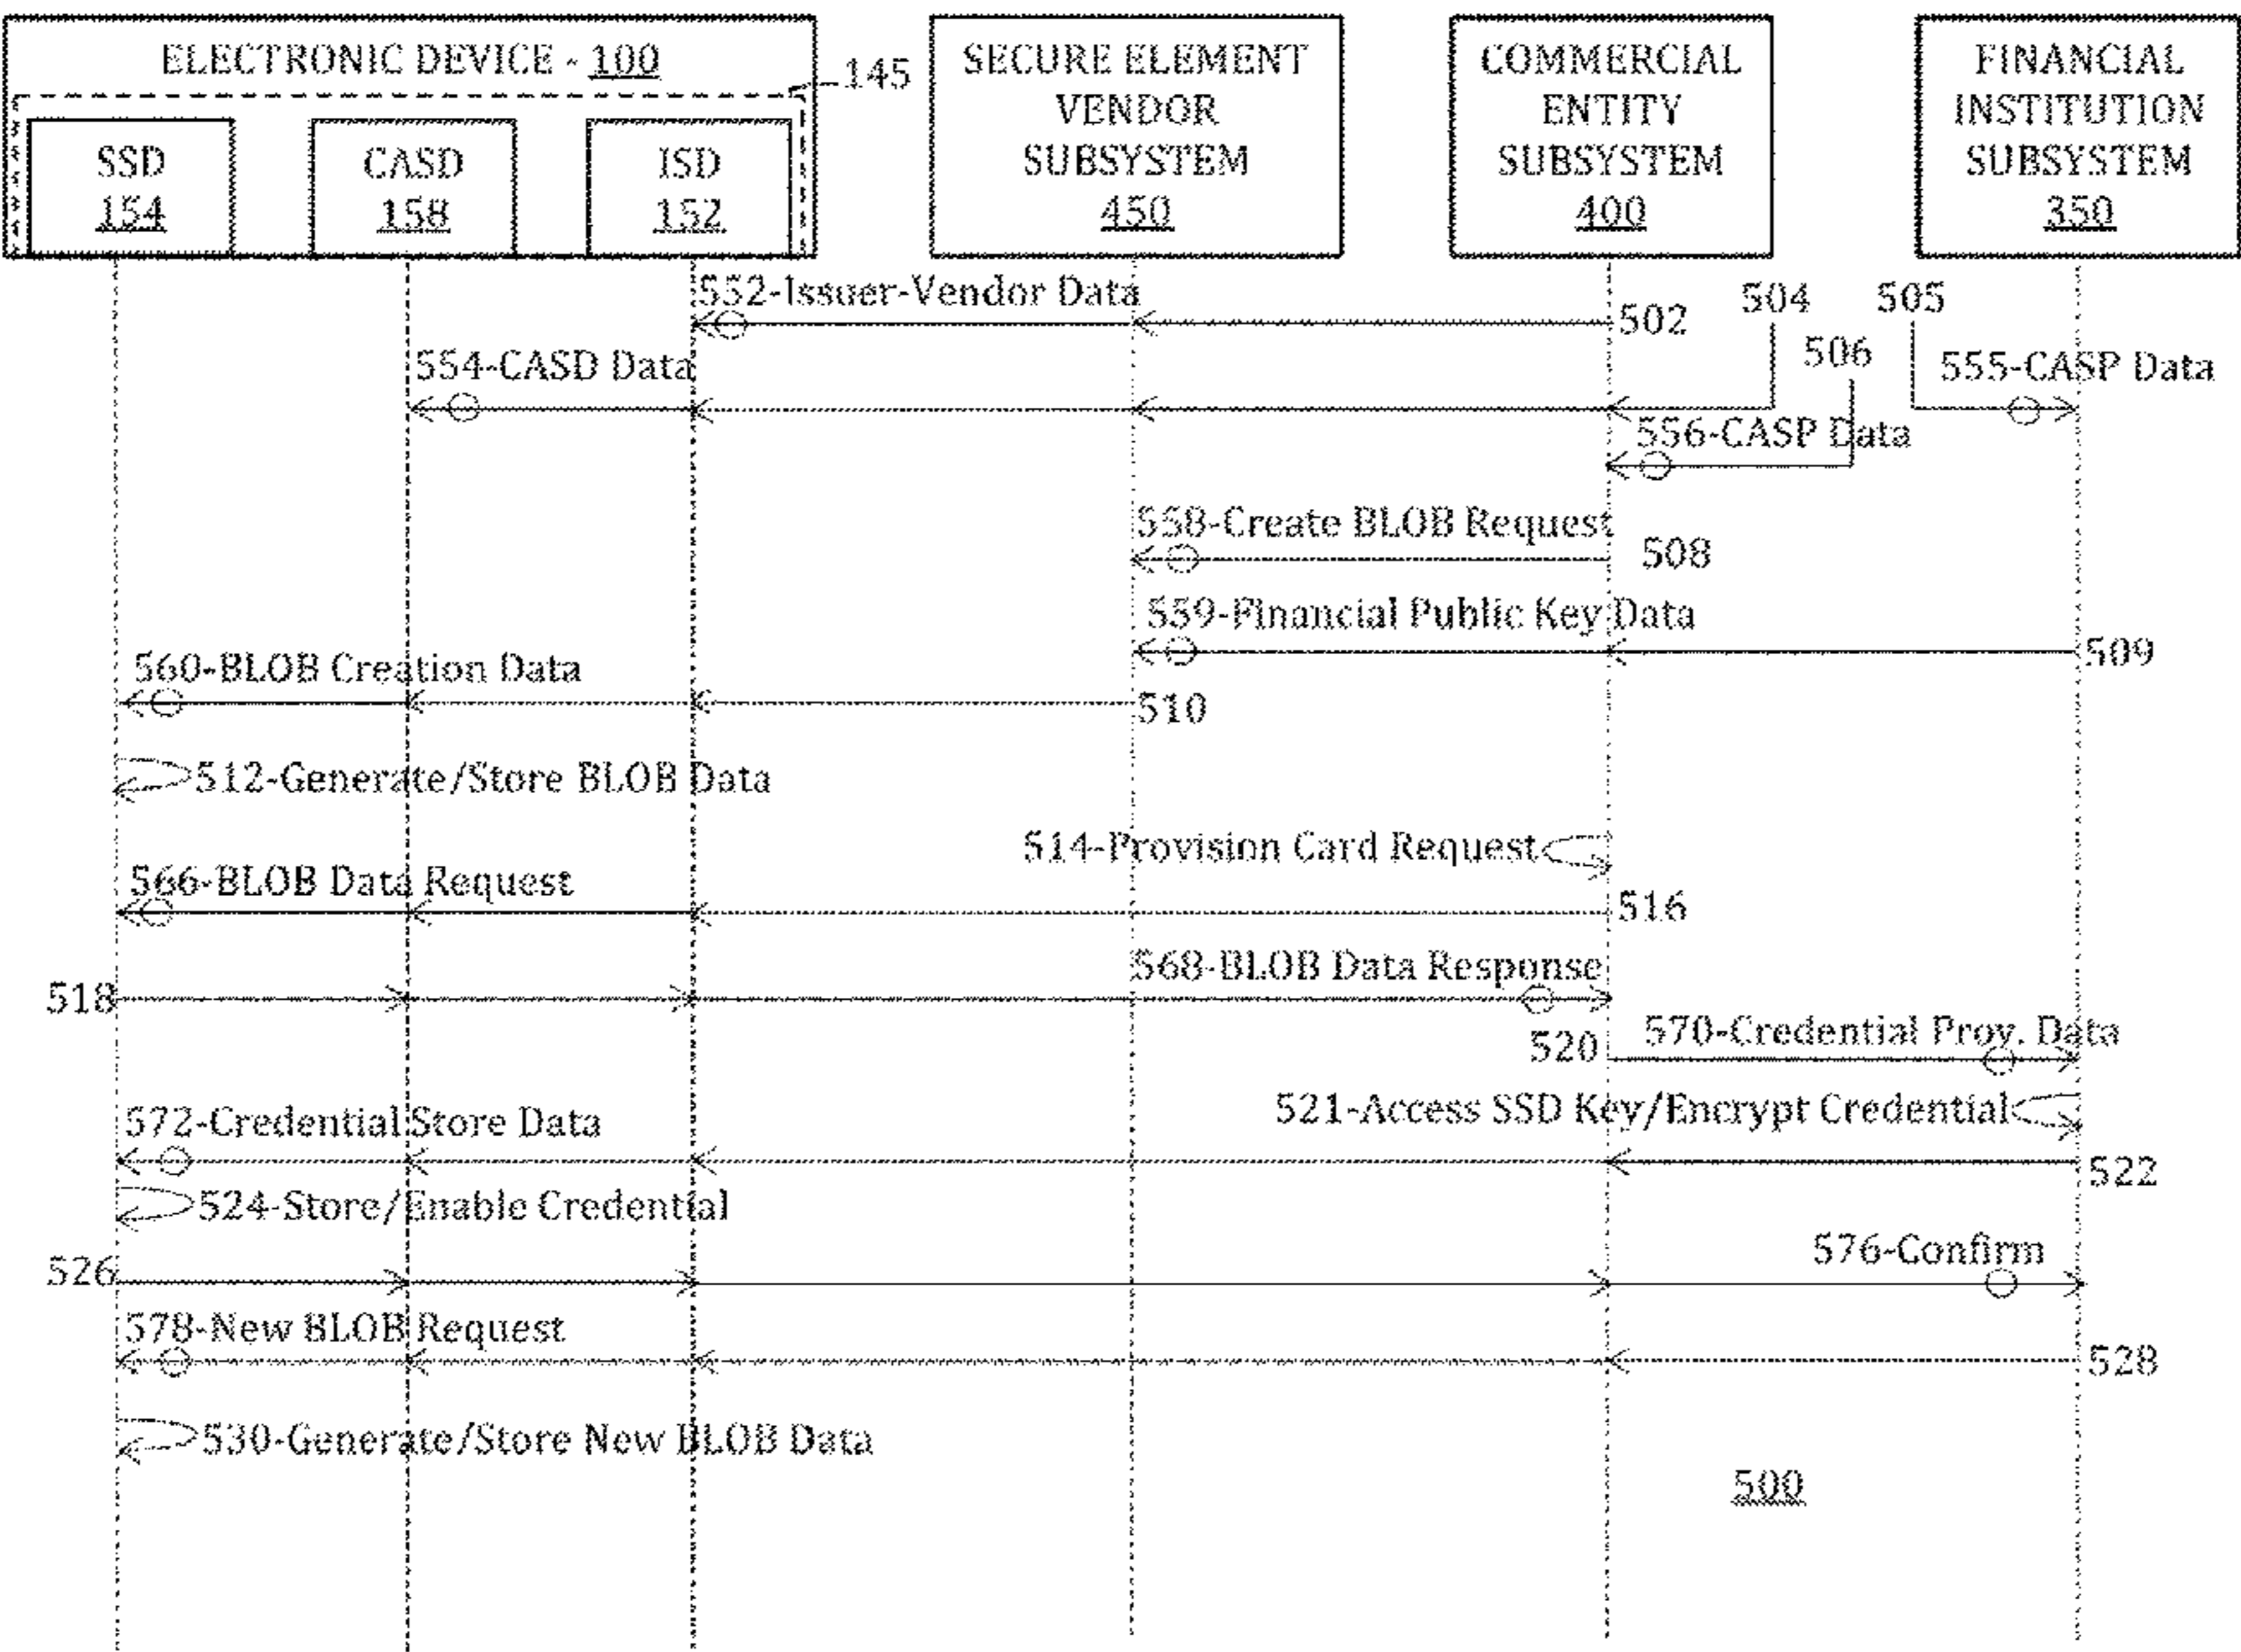 ELECTRONIC DEVICE - 100
145
SSD
154
CASD
158
ISD
152
SECURE ELEMENT
VENDOR
SUBSYSTEM
450
COMMERCIAL
ENTITY
SUBSYSTEM
400
FINANCIAL
INSTITUTION
SUBSYSTEM
350
552-Issuer-Vendor Data
502
504
505
506
554-CASD Data
555-CASP Data
556-CASP Data
558-Create BLOB Request
508
559-Financial Public Key Data
509
560-BLOB Creation Data
510
512-Generate/Store BLOB Data
514-Provision Card Request
566-BLOB Data Request
516
568-BLOB Data Response
518
520
570-Credential Prov. Data
521-Access SSD Key/Encrypt Credential
572-Credential Store Data
522
524-Store/Enable Credential
526
576-Confirm
578-New BLOB Request
528
530-Generate/Store New BLOB Data
500